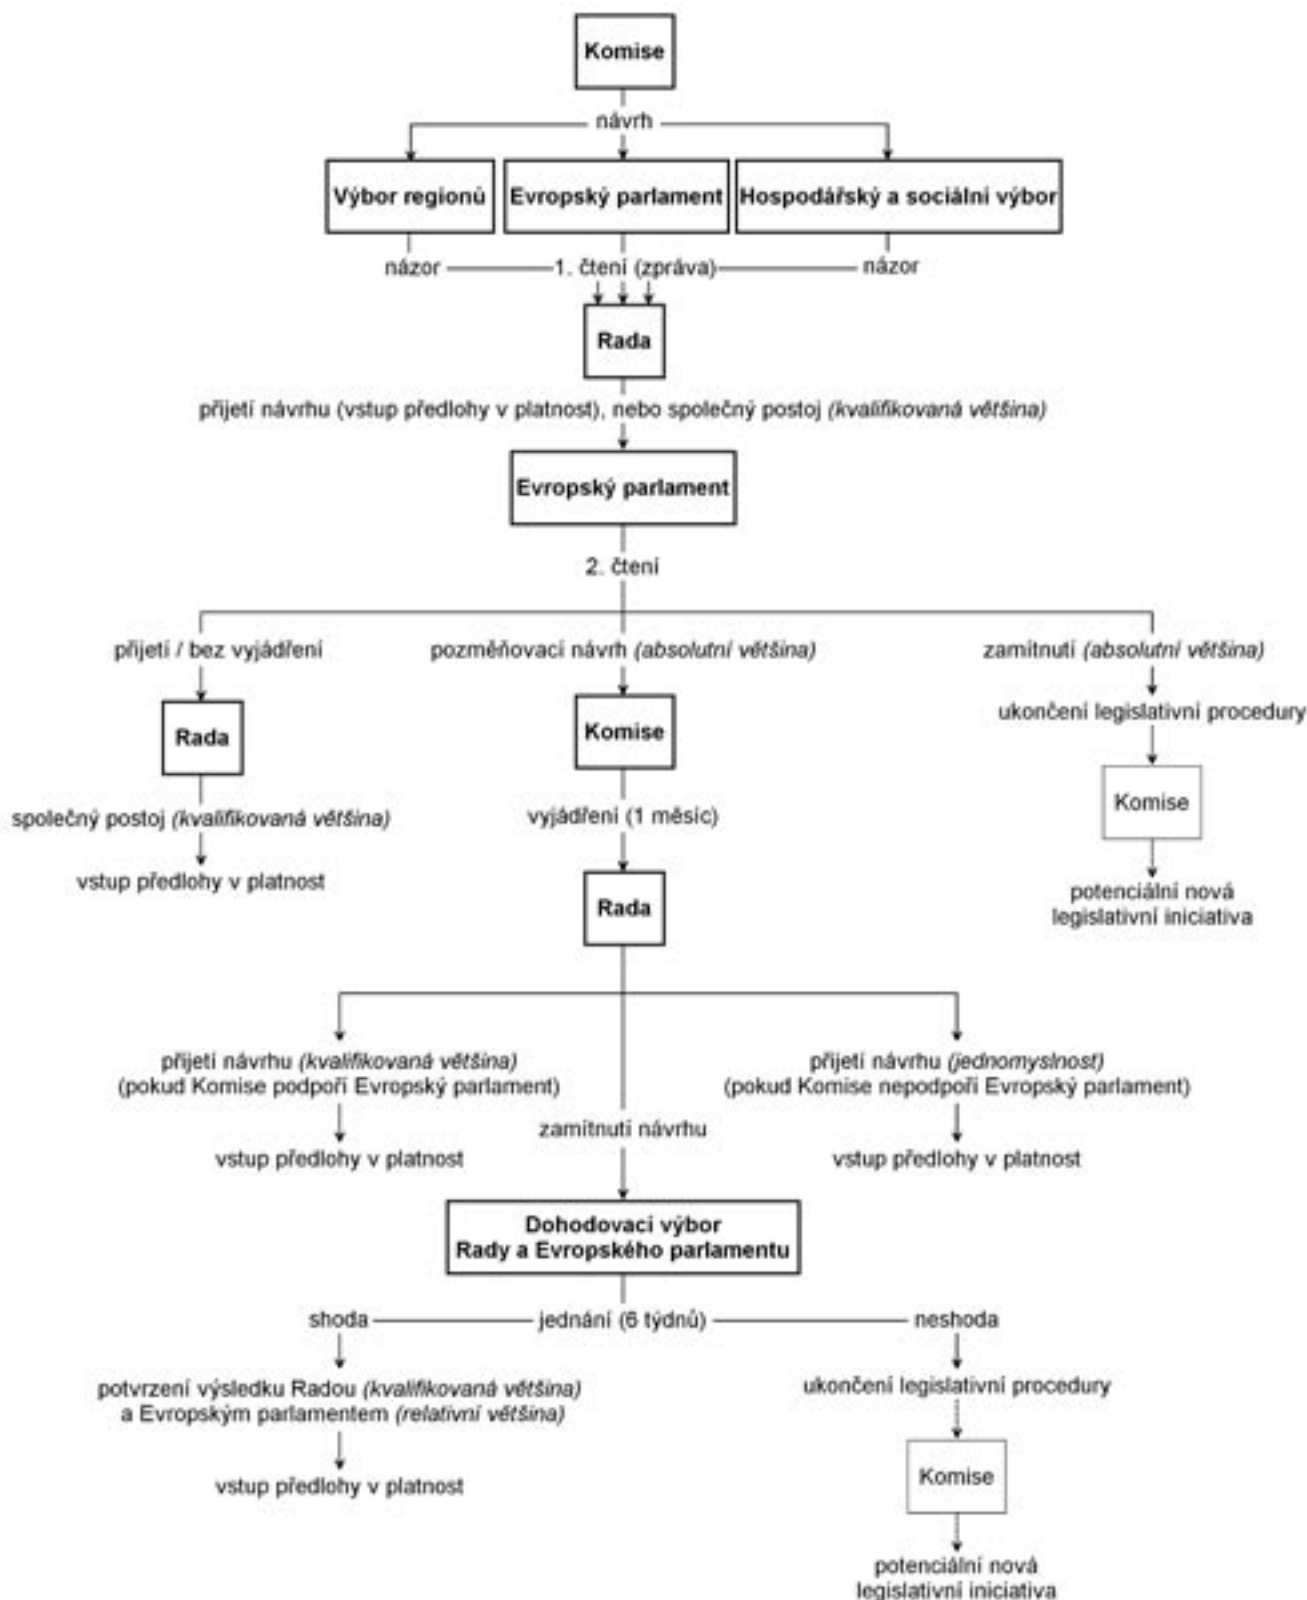 Komise
návrh
Výbor regionů
Evropský parlament
Hospodářský a sociální výbor
názor
1. čtení (zpráva)
názor
Rada
přijetí návrhu (vstup předlohy v platnost), nebo společný postoj (kvalifikovaná většina)
Evropský parlament
2. čtení
přijetí / bez vyjádření
pozměňovací návrh (absolutní většina)
zamítnutí (absolutní většina)
ukončení legislativní procedury
Rada
Komise
Komise
společný postoj (kvalifikovaná většina)
vyjádření (1 měsíc)
vstup předlohy v platnost
potenciální nová
legislativní iniciativa
Rada
přijetí návrhu (kvalifikovaná většina)
(pokud Komise podpoří Evropský parlament)
přijetí návrhu (jednomyslnost)
(pokud Komise nepodpoří Evropský parlament)
zamítnutí návrhu
vstup předlohy v platnost
vstup předlohy v platnost
Dohodovací výbor
Rady a Evropského parlamentu
shoda
jednání (6 týdnů)
neshoda
potvrzení výsledku Radou (kvalifikovaná většina)
a Evropským parlamentem (relativní většina)
ukončení legislativní procedury
vstup předlohy v platnost
Komise
potenciální nová
legislativní iniciativa